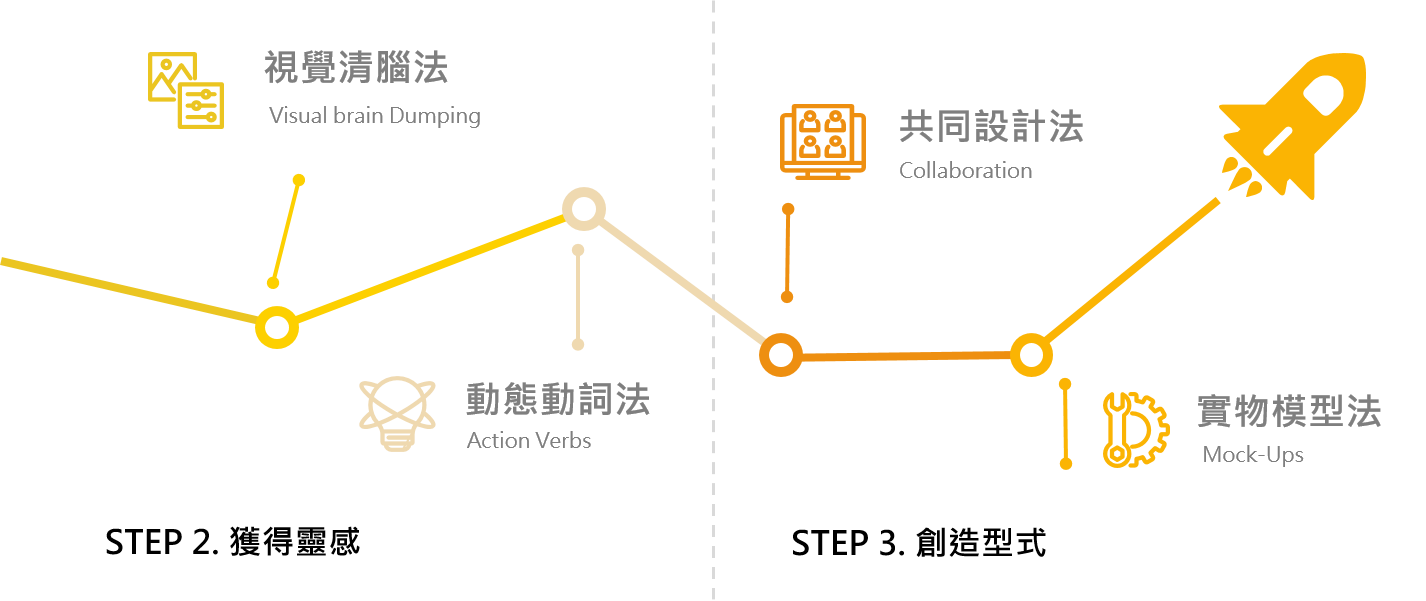 視覺清腦法
Visual brain Dumping
動態動詞法
Action Verbs
STEP 2. 獲得靈感
共同設計法
Collaboration
實物模型法
Mock-Ups
STEP 3. 創造型式